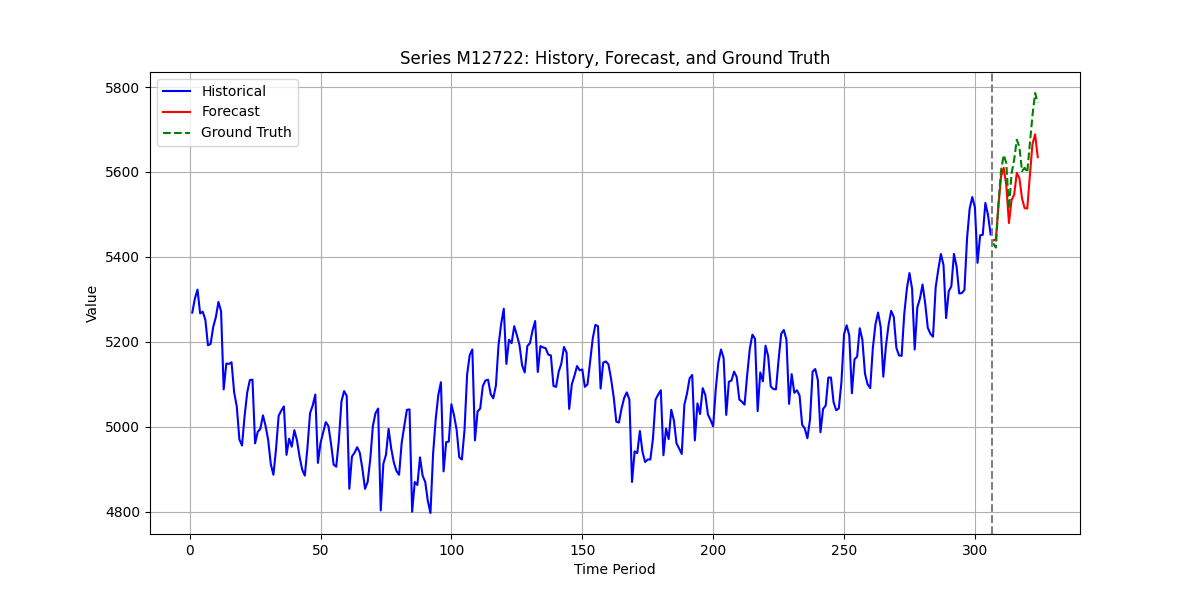 Series M12722: History, Forecast, and Ground Truth
Historical
Forecast
Ground Truth
5800
5600
5400
5200
5000
4800
Value
0 50 100 150 200 250 300
Time Period